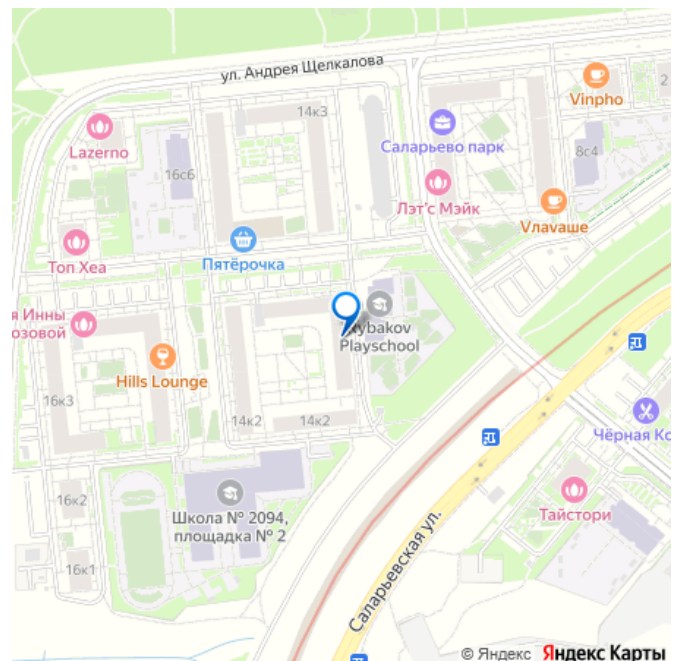 ул. Андрея Щелкалова
Vinpho
2
14к3
Lazerno
Саларьево парк
8с4
16с6
Лэт'с Мэйк
Vлаваше
Топ Хеа
Пятёрочка
я Инны
озовой
Rybakov
Playschool
Hills Lounge
16к3
14к2
14к2
Чёрная Ко
16к2
Школа № 2094,
площадка № 2
Тайстори
16к1
Саларьевская ул.
© Яндекс Яндекс Карты